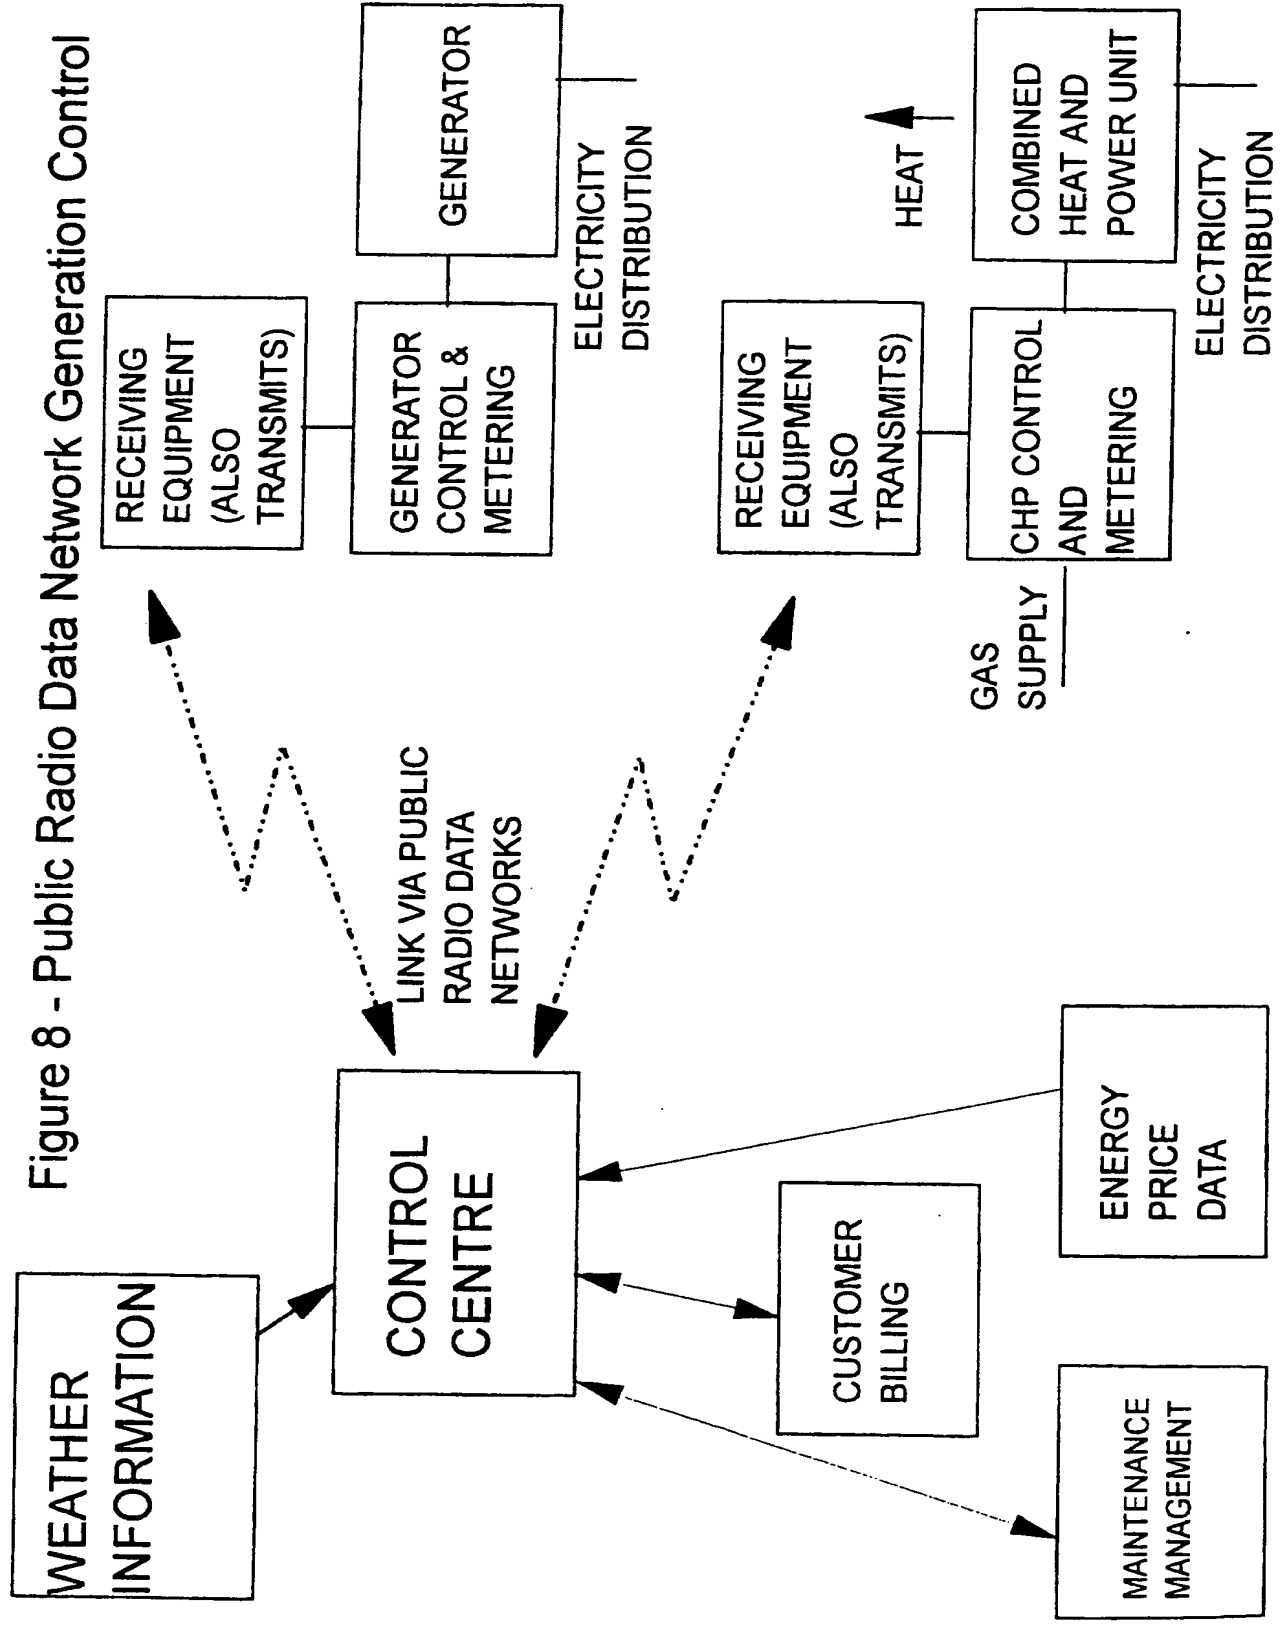 Figure 8 - Public Radio Data Network Generation Control
WEATHER
INFORMATION
CONTROL
CENTRE
LINK VIA PUBLIC
RADIO DATA
NETWORKS
RECEIVING
EQUIPMENT
(ALSO
TRANSMITS)
GENERATOR
CONTROL &
METERING
GENERATOR
ELECTRICITY
DISTRIBUTION
RECEIVING
EQUIPMENT
(ALSO
TRANSMITS)
HEAT
GAS
SUPPLY
CHP CONTROL
AND
METERING
COMBINED
HEAT AND
POWER UNIT
ELECTRICITY
DISTRIBUTION
CUSTOMER
BILLING
MAINTENANCE
MANAGEMENT
ENERGY
PRICE
DATA